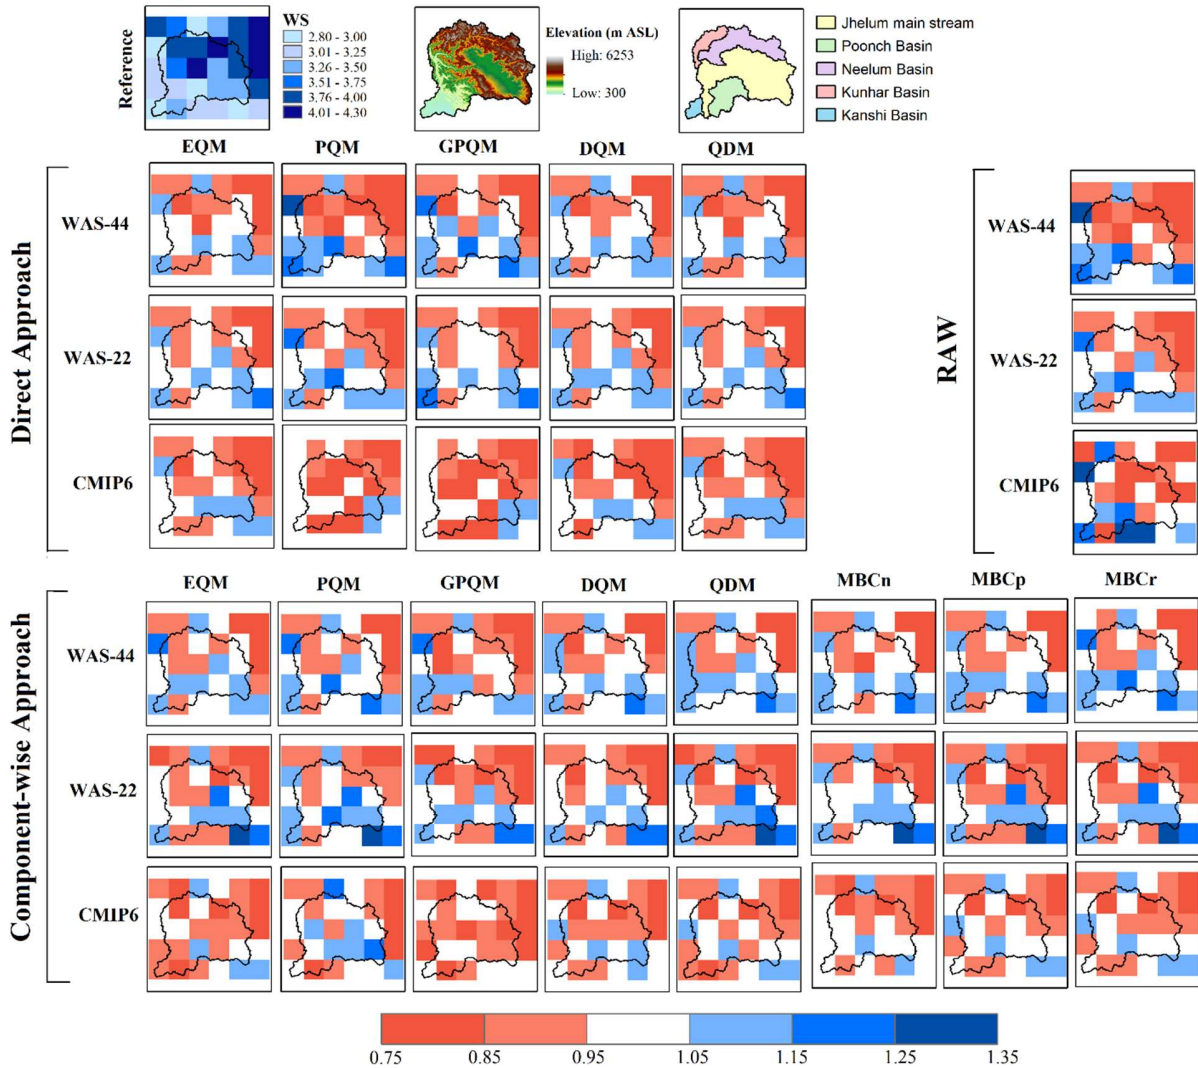 Reference
WS
2.80 - 3.00
3.01 - 3.25
3.26 - 3.50
3.51 - 3.75
3.76 - 4.00
4.01 - 4.30
Elevation (m ASL)
High: 6253
Low: 300
Jhelum main stream
Poonch Basin
Neelum Basin
Kunhar Basin
Kanshi Basin
EQM PQM GPQM DQM QDM
Direct Approach
WAS-44
WAS-22
CMIP6
RAW
WAS-44
WAS-22
CMIP6
EQM PQM GPQM DQM QDM MBCn MBCp MBCr
Component-wise Approach
WAS-44
WAS-22
CMIP6
0.75 0.85 0.95 1.05 1.15 1.25 1.35